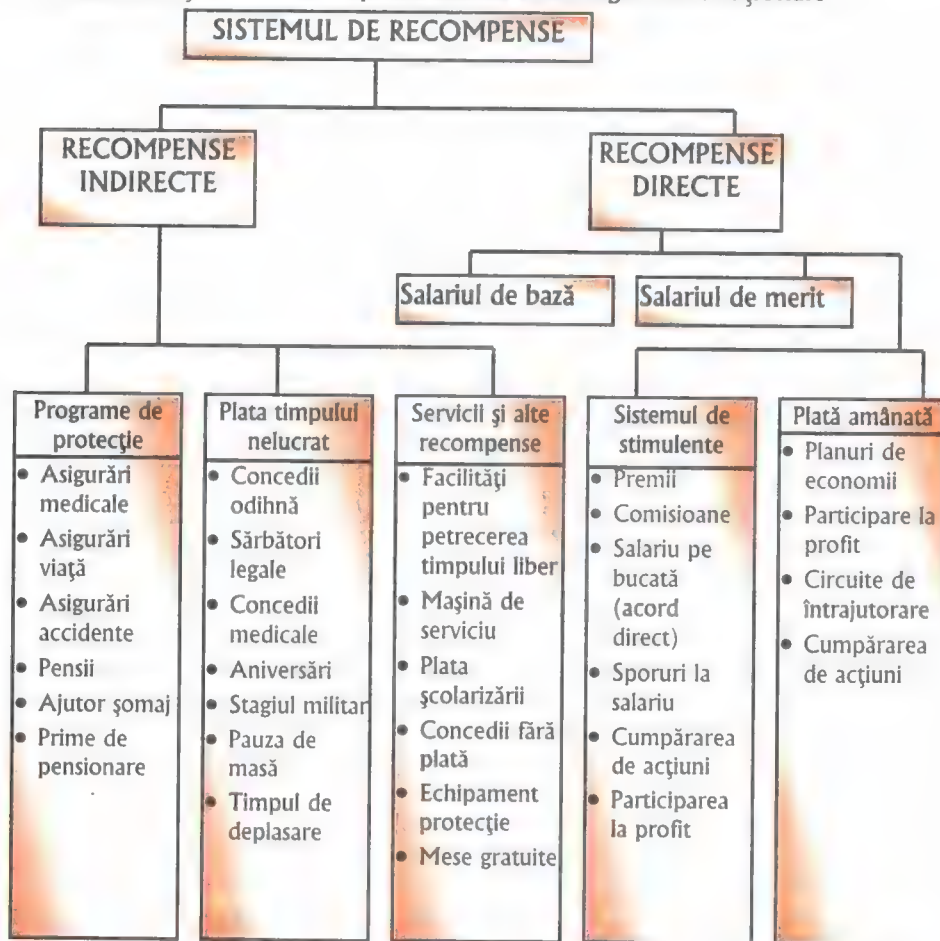 SISTEMUL DE RECOMPENSE
RECOMPENSE
INDIRECTE
RECOMPENSE
DIRECTE
Salariul de bază
Salariul de merit
Programe de
protecţie
• Asigurări
medicale
• Asigurări
viaţă
• Asigurări
accidente
• Pensii
• Ajutor şomaj
• Prime de
pensionare
Plata timpului
nelucrat
• Concedii
odihnă
• Sărbători
legale
• Concedii
medicale
• Aniversări
• Stagiul militar
• Pauza de
masă
• Timpul de
deplasare
Servicii şi alte
recompense
• Facilităţi
pentru
petrecerea
timpului liber
• Maşină de
serviciu
• Plata
şcolarizării
• Concedii fără
plată
• Echipament
protecţie
• Mese gratuite
Sistemul de
stimulente
• Premii
• Comisioane
• Salariu pe
bucată
(acord
direct)
• Sporuri la
salariu
• Cumpărarea
de acţiuni
• Participarea
la profit
Plată amânată
• Planuri de
economii
• Participare la
profit
• Circuite de
întrajutorare
• Cumpărarea
de acţiuni